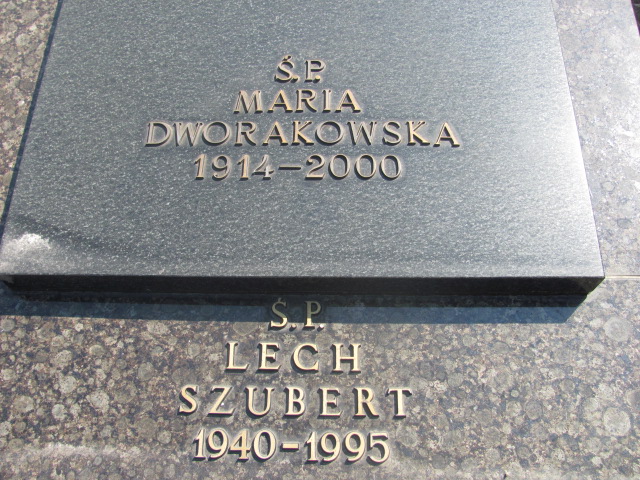 Ś.P.
MARIA
DWORAKOWSKA
1914-2000
Ś.P.
LECH
SZUBERT
1940-1995